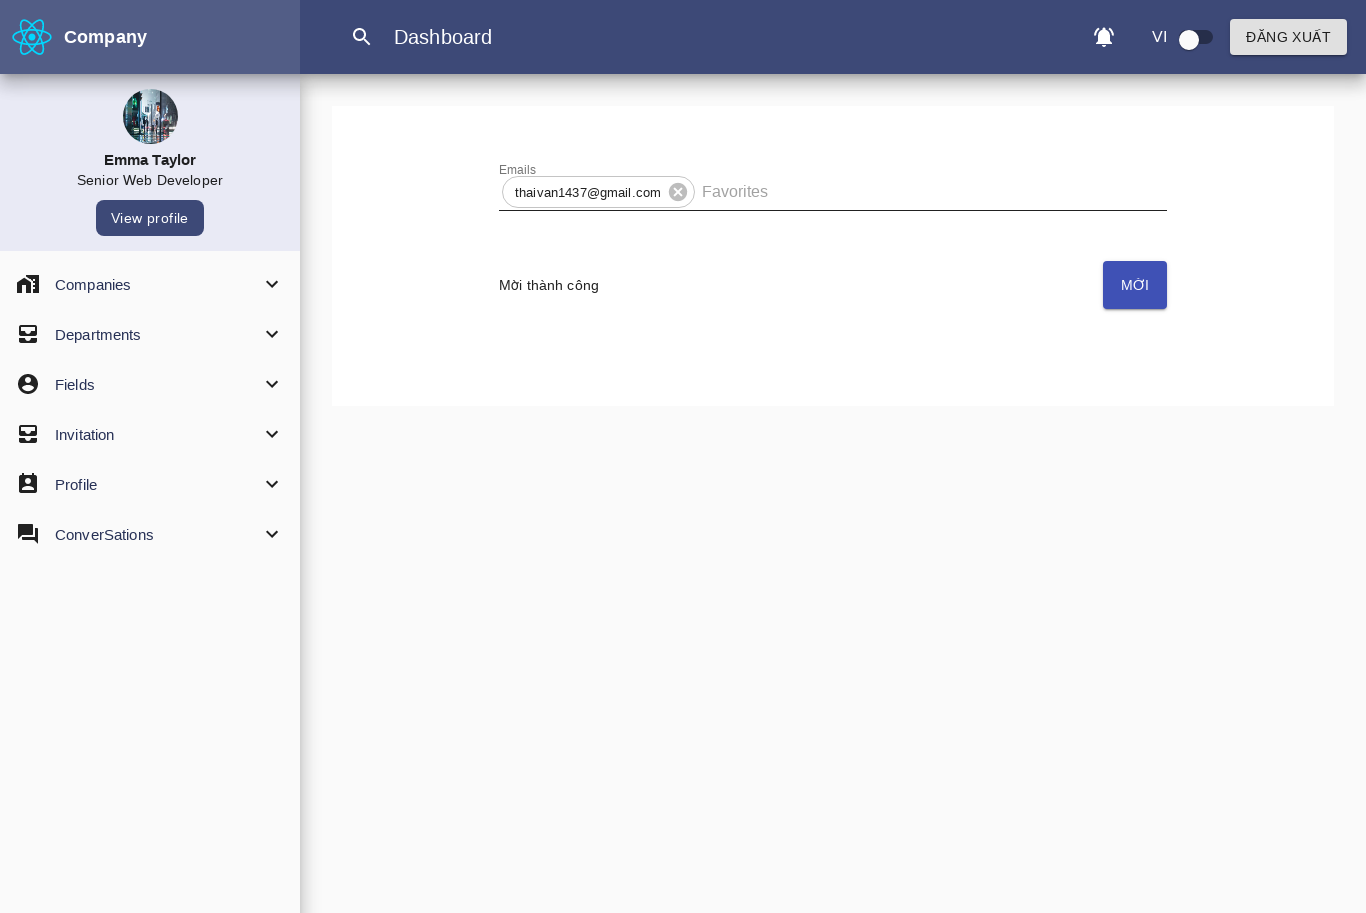 Company
Dashboard
VI
ĐĂNG XUẤT
Emma Taylor
Senior Web Developer
View profile
Companies
Departments
Fields
Invitation
Profile
ConverSations
Emails
thaivan1437@gmail.com
Favorites
Mời thành công
MỜI